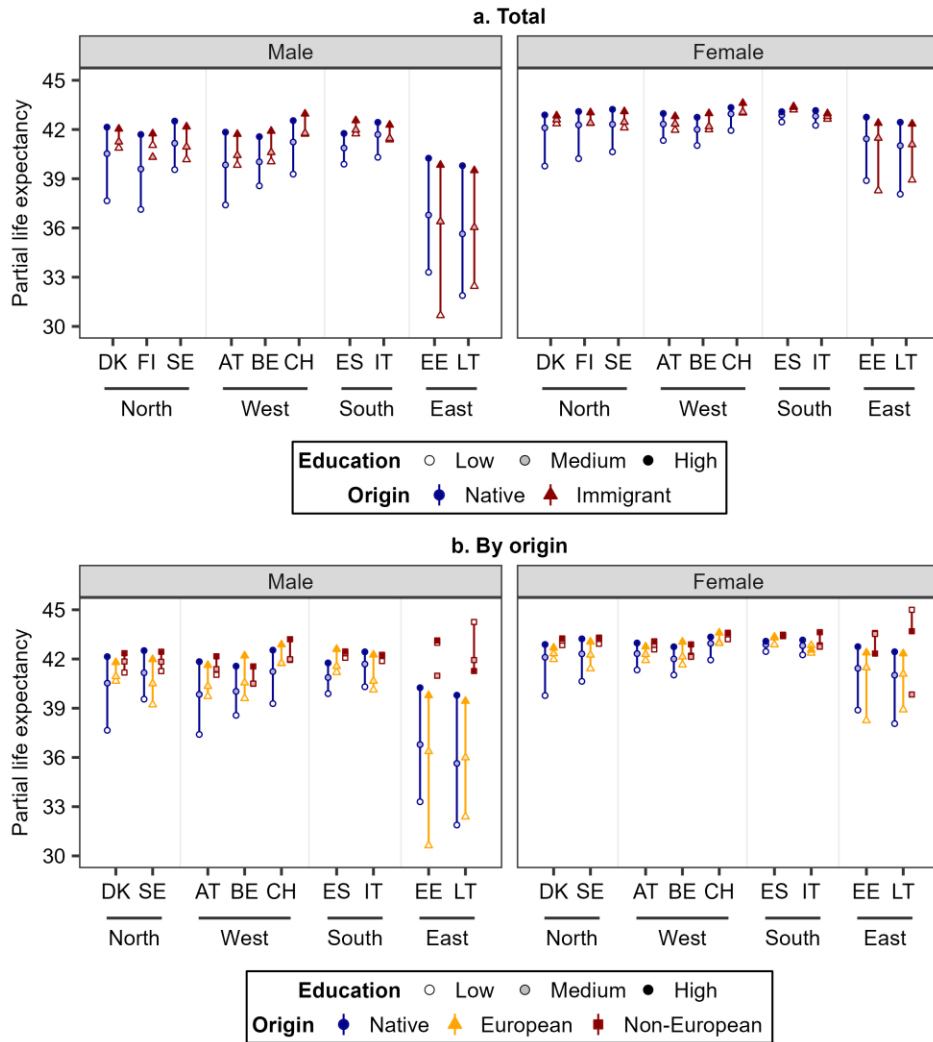 a. Total
Male Female
Partial life expectancy
45
42
39
36
33
30
DK FI SE AT BE CH ES IT EE LT DK FI SE AT BE CH ES IT EE LT
North West South East North West South East
Education Low Medium High
Origin Native Immigrant
b. By origin
Male Female
Partial life expectancy
45
42
39
36
33
30
DK SE AT BE CH ES IT EE LT DK SE AT BE CH ES IT EE LT
North West South East North West South East
Education Low Medium High
Origin Native European Non-European